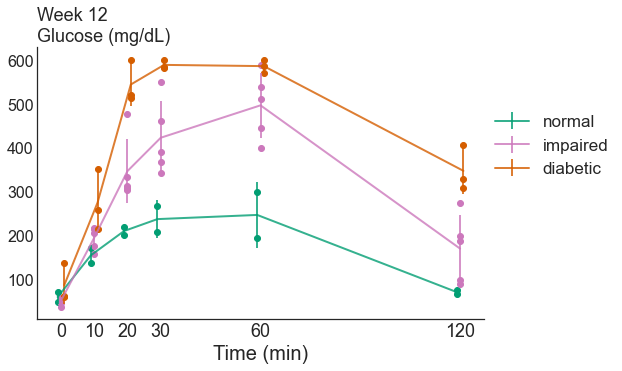 Week 12
Glucose (mg/dL)
600
500
400
300
200
100
0 10 20 30 60 120
Time (min)
normal
impaired
diabetic